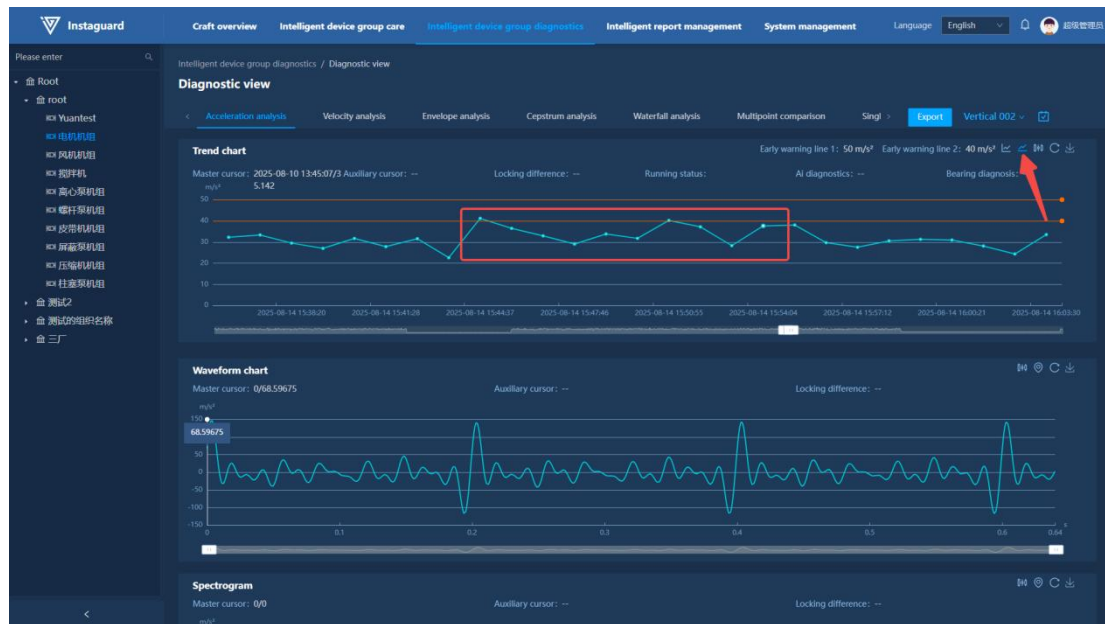 Instaguard
Craft overview Intelligent device group care Intelligent device group diagnostics Intelligent report management System management Language English 超级管理员
Please enter
Root
root
Yuantest
电机机组
风机机组
搅拌机
离心泵机组
螺杆泵机组
皮带机机组
屏蔽泵机组
压缩机机组
柱塞泵机组
测试2
测试的组织名称
三厂
Intelligent device group diagnostics / Diagnostic view
Diagnostic view
Acceleration analysis Velocity analysis Envelope analysis Cepstrum analysis Waterfall analysis Multipoint comparison Singl Export Vertical 002
Trend chart Early warning line 1: 50 m/s² Early warning line 2: 40 m/s²
Master cursor: 2025-08-10 13:45:07/3 Auxiliary cursor: -- Locking difference: -- Running status: Ai diagnostics: -- Bearing diagnosis:
5.142
m/s²
50
40
30
20
10
0
2025-08-14 15:38:20 2025-08-14 15:41:28 2025-08-14 15:44:37 2025-08-14 15:47:46 2025-08-14 15:50:55 2025-08-14 15:54:04 2025-08-14 15:57:12 2025-08-14 16:00:21 2025-08-14 16:03:30
Waveform chart
Master cursor: 0/68.59675 Auxiliary cursor: -- Locking difference: --
m/s²
150
68.59675
50
0
-50
-100
-150
0 0.1 0.2 0.3 0.4 0.5 0.6 0.64 s
Spectrogram
Master cursor: 0/0 Auxiliary cursor: -- Locking difference: --
m/s²